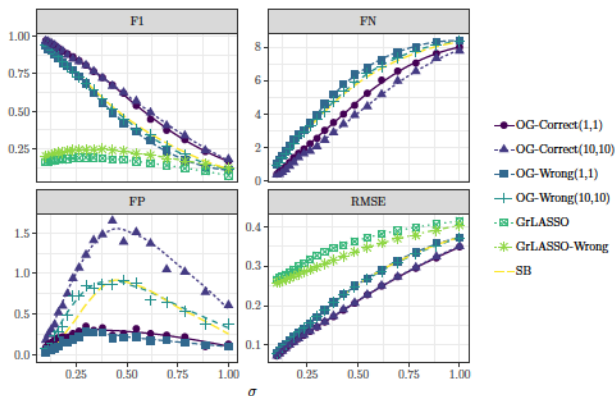 F1
FN
1.00
0.75
0.50
0.25
8
6
4
2
0
FP
RMSE
1.5
1.0
0.5
0.0
0.4
0.3
0.2
0.1
0.25 0.50 0.75 1.00
0.25 0.50 0.75 1.00
σ
OG-Correct(1,1)
OG-Correct(10,10)
OG-Wrong(1,1)
OG-Wrong(10,10)
GrLASSO
GrLASSO-Wrong
SB